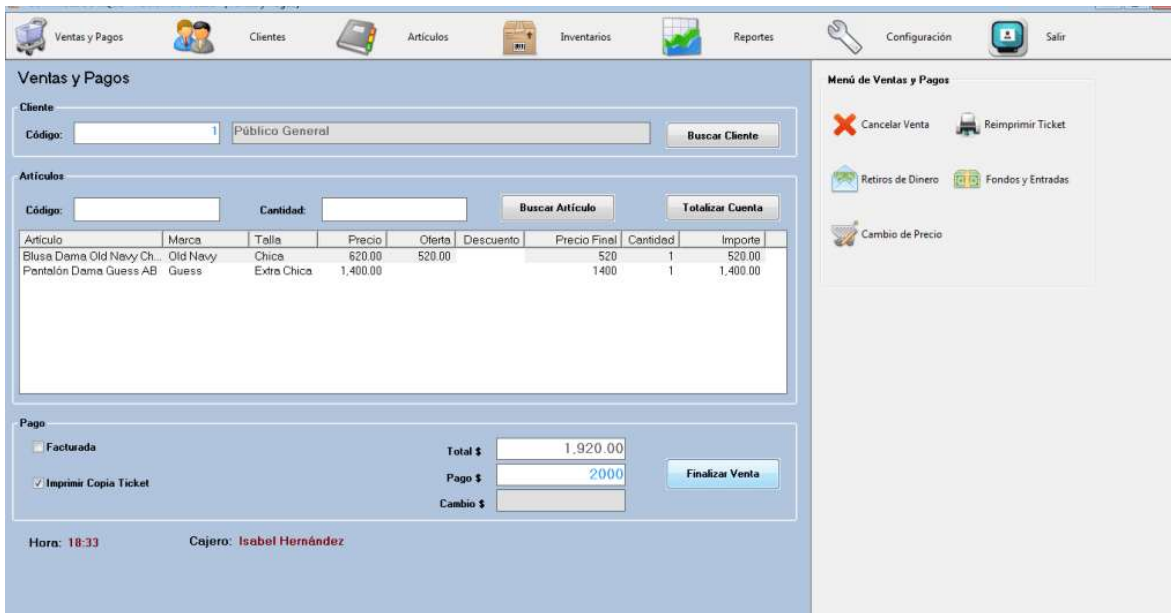 Ventas y Pagos Clientes Artículos Inventarios Reportes Configuración Salir
Ventas y Pagos
Cliente
Código: 1 Público General Buscar Cliente
Artículos
Código: Cantidad: Buscar Artículo Totalizar Cuenta
Artículo Marca Talla Precio Oferta Descuento Precio Final Cantidad Importe
Blusa Dama Old Navy Ch... Old Navy Chica 620.00 520.00 520 1 520.00
Pantalón Dama Guess AB Guess Extra Chica 1,400.00 1400 1 1,400.00
Pago
Facturada
Total $ 1,920.00
Imprimir Copia Ticket
Pago $ 2000 Finalizar Venta
Cambio $
Hora: 18:33 Cajero: Isabel Hernández
Menú de Ventas y Pagos
Cancelar Venta Reimprimir Ticket
Retiros de Dinero Fondos y Entradas
Cambio de Precio